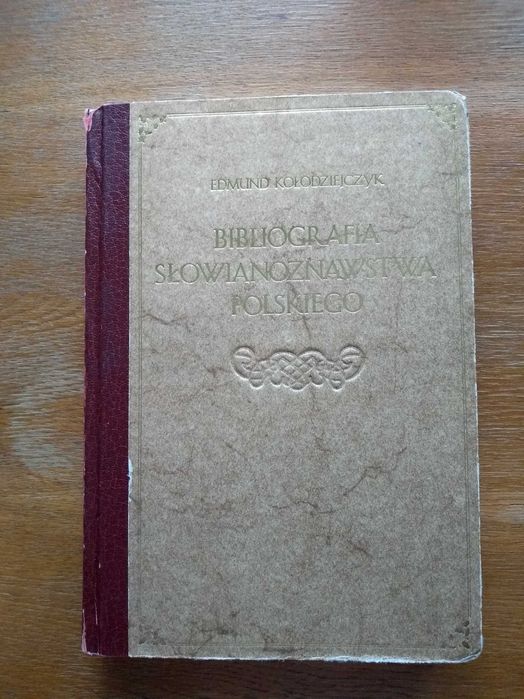 EDMUND KOŁODZIEJCZYK
BIBLIOGRAFIA
SŁOWIANOZNAWSTWA
POLSKIEGO